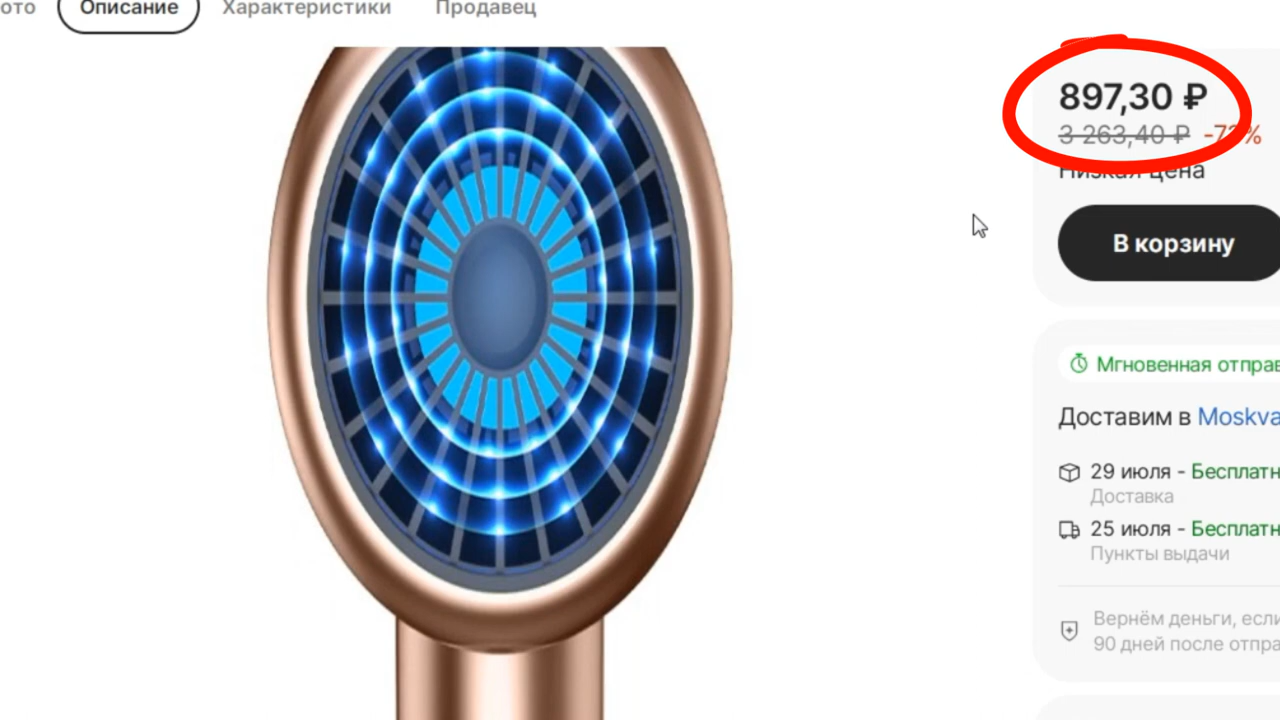 ото Описание Характеристики Продавец
897,30 ₽
3 263,40 ₽
Низкая цена
В корзину
Мгновенная отправ
Доставим в Moskva
29 июля - Бесплатн
Доставка
25 июля - Бесплатн
Пункты выдачи
Вернём деньги, если
90 дней после отпра